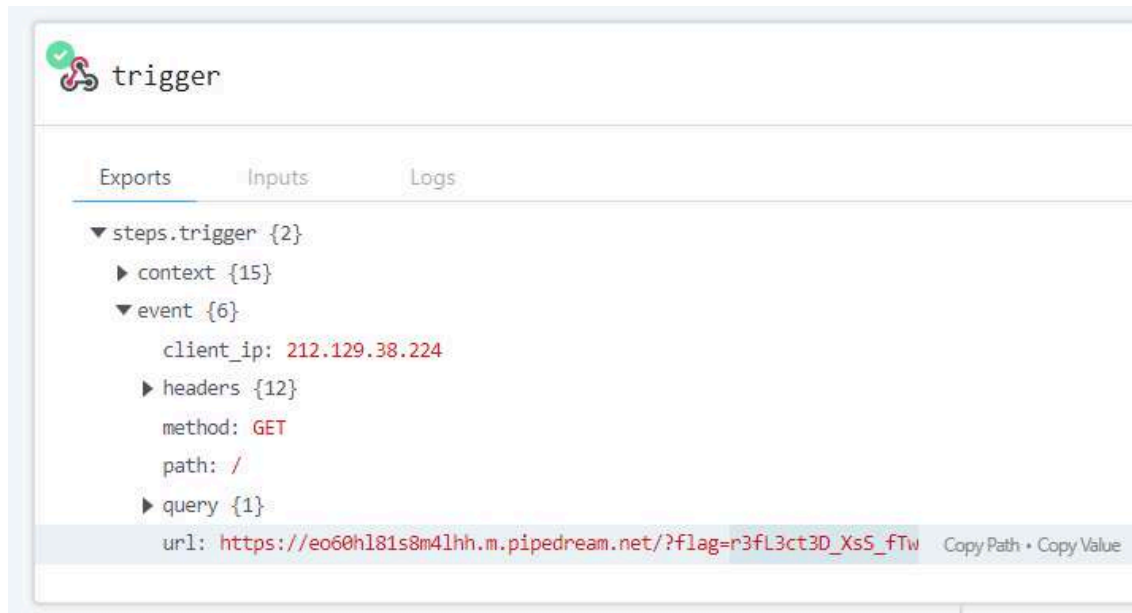 trigger
Exports Inputs Logs
▼ steps.trigger {2}
▶ context {15}
▼ event {6}
client_ip: 212.129.38.224
▶ headers {12}
method: GET
path: /
▶ query {1}
url: https://eo60hl81s8m4lhh.m.pipedream.net/?flag=r3fL3ct3D_XsS_fTw Copy Path • Copy Value